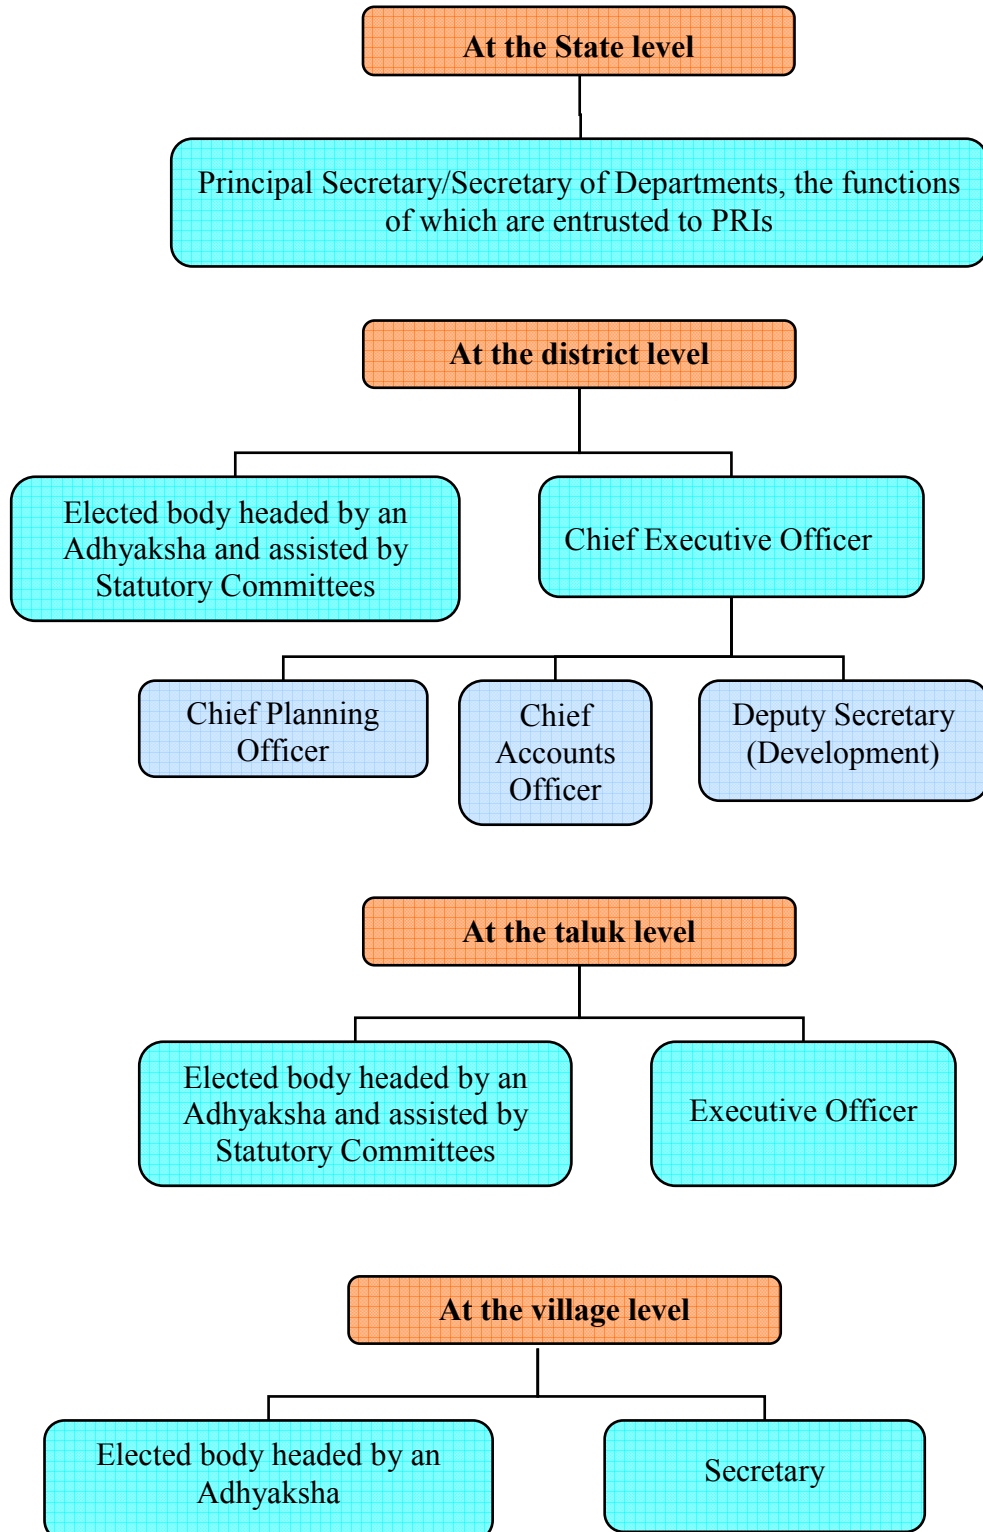 At the State level
Principal Secretary/Secretary of Departments, the functions
of which are entrusted to PRIs
At the district level
Elected body headed by an
Adhyaksha and assisted by
Statutory Committees
Chief Executive Officer
Chief Planning
Officer
Chief
Accounts
Officer
Deputy Secretary
(Development)
At the taluk level
Elected body headed by an
Adhyaksha and assisted by
Statutory Committees
Executive Officer
At the village level
Elected body headed by an
Adhyaksha
Secretary